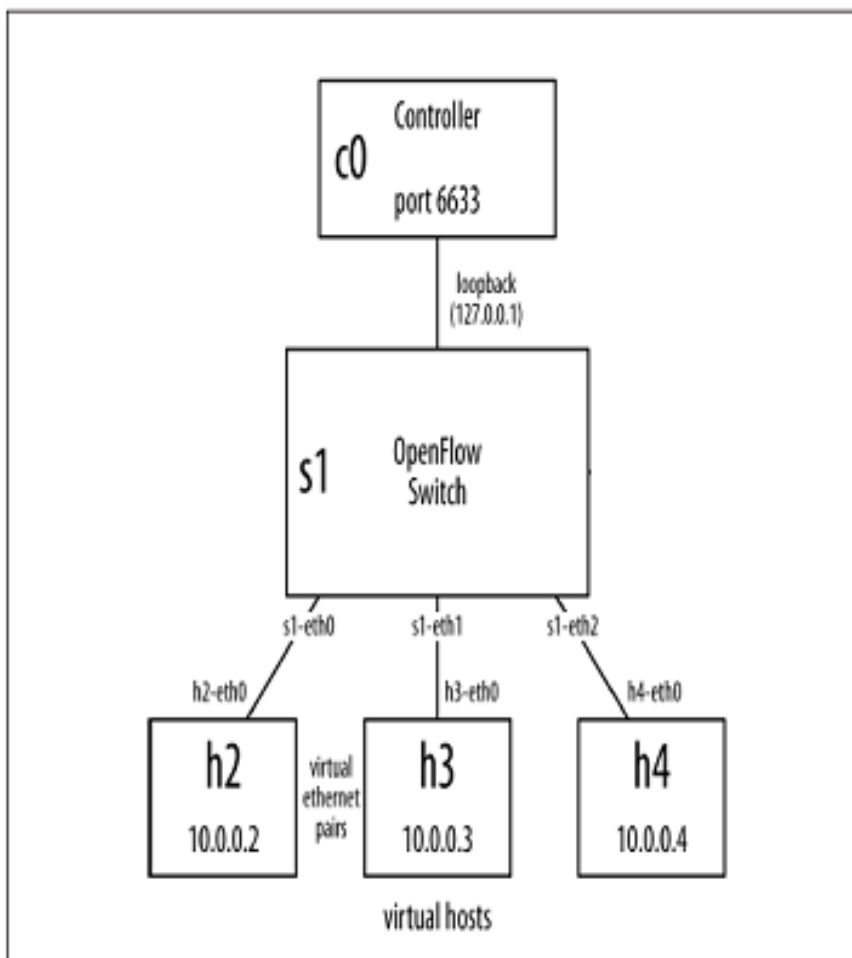 Controller
c0
port 6633
loopback
(127.0.0.1)
OpenFlow
s1
Switch
s1-eth0 s1-eth1 s1-eth2
h2-eth0 h3-eth0 h4-eth0
h2 h3 h4
virtual
ethernet
pairs
10.0.0.2 10.0.0.3 10.0.0.4
virtual hosts